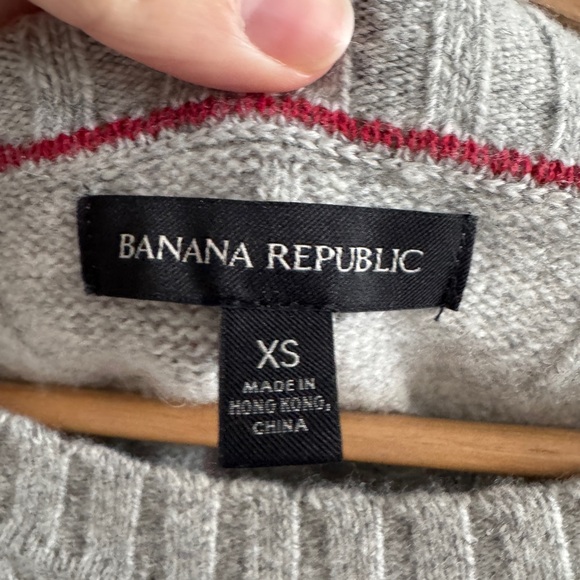 BANANA REPUBLIC
XS
MADE IN
HONG KONG,
CHINA